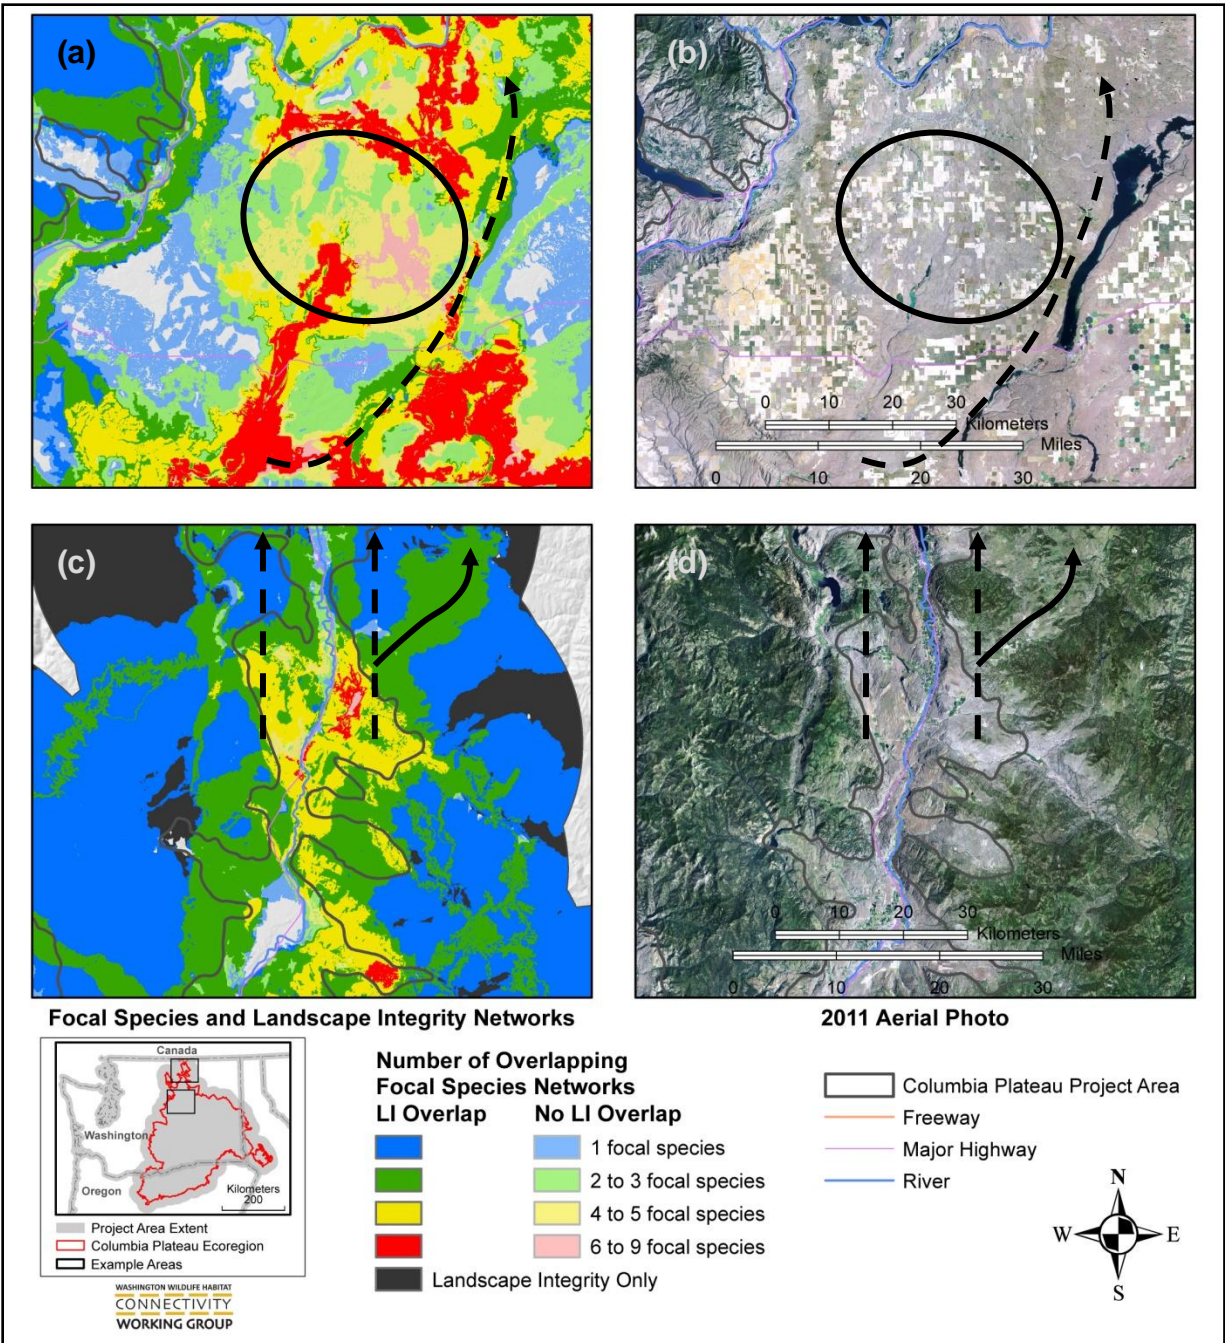 (a)
(b)
0 10 20 30
Kilometers
Miles
0 10 20 30
(c)
(d)
0 10 20 30
Kilometers
Miles
0 10 20 30
Focal Species and Landscape Integrity Networks
2011 Aerial Photo
Canada
Washington
Oregon
Kilometers
200
Project Area Extent
Columbia Plateau Ecoregion
Example Areas
WASHINGTON WILDLIFE HABITAT
CONNECTIVITY
WORKING GROUP
Number of Overlapping
Focal Species Networks
LI Overlap No LI Overlap
1 focal species
2 to 3 focal species
4 to 5 focal species
6 to 9 focal species
Landscape Integrity Only
Columbia Plateau Project Area
Freeway
Major Highway
River
N
W E
S